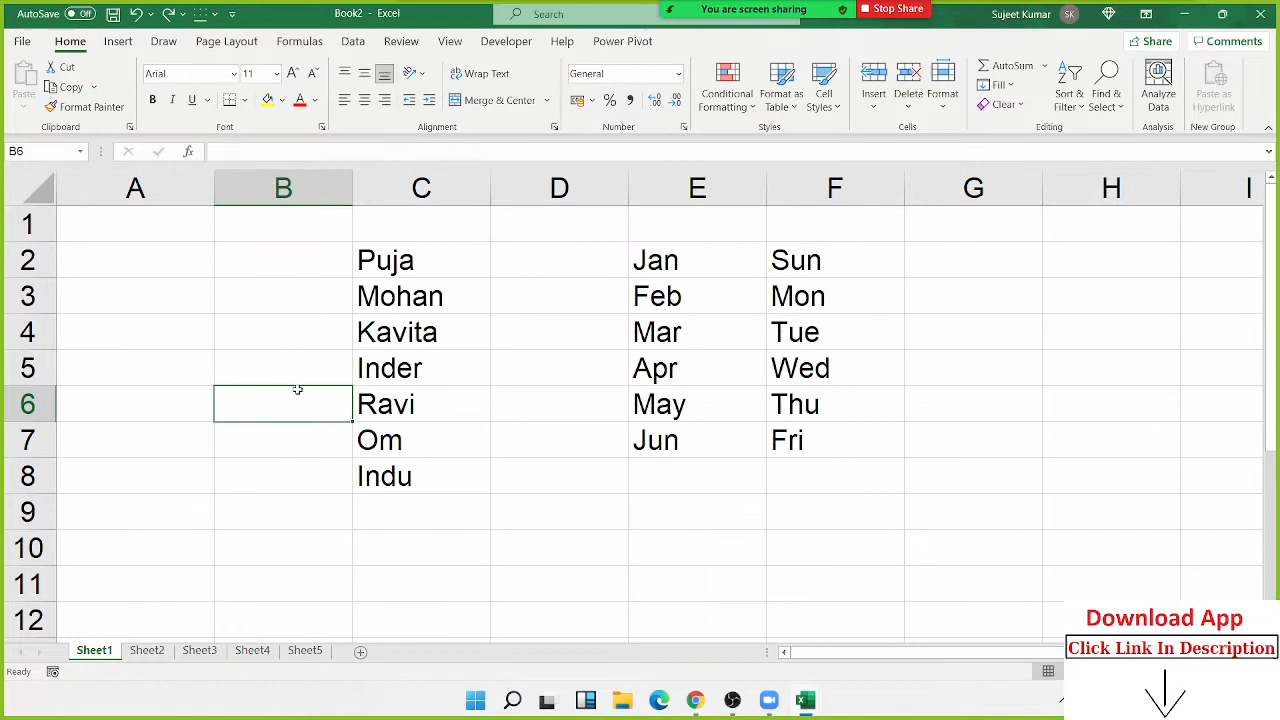 AutoSave Off Book2 - Excel Search You are screen sharing Stop Share Sujeet Kumar SK
File Home Insert Draw Page Layout Formulas Data Review View Developer Help Power Pivot Share Comments
Paste Cut Copy Format Painter
Clipboard
Arial 11
B I U
Font
Wrap Text
Merge & Center
Alignment
General
Number
Conditional Formatting
Format as Table
Cell Styles
Styles
Insert Delete Format
Cells
AutoSum
Fill
Clear
Sort & Filter
Find & Select
Editing
Analyze Data
Analysis
Paste as Hyperlink
New Group
B6 fx
A B C D E F G H I
1
2 Puja Jan Sun
3 Mohan Feb Mon
4 Kavita Mar Tue
5 Inder Apr Wed
6 Ravi May Thu
7 Om Jun Fri
8 Indu
9
10
11
12
Sheet1 Sheet2 Sheet3 Sheet4 Sheet5
Ready
Download App
Click Link In Description